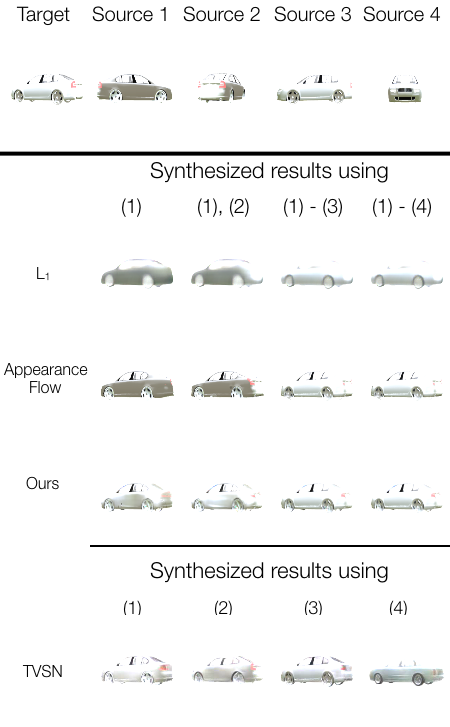 Target Source 1 Source 2 Source 3 Source 4
Synthesized results using
(1) (1), (2) (1) - (3) (1) - (4)
L₁
Appearance
Flow
Ours
Synthesized results using
(1) (2) (3) (4)
TVSN